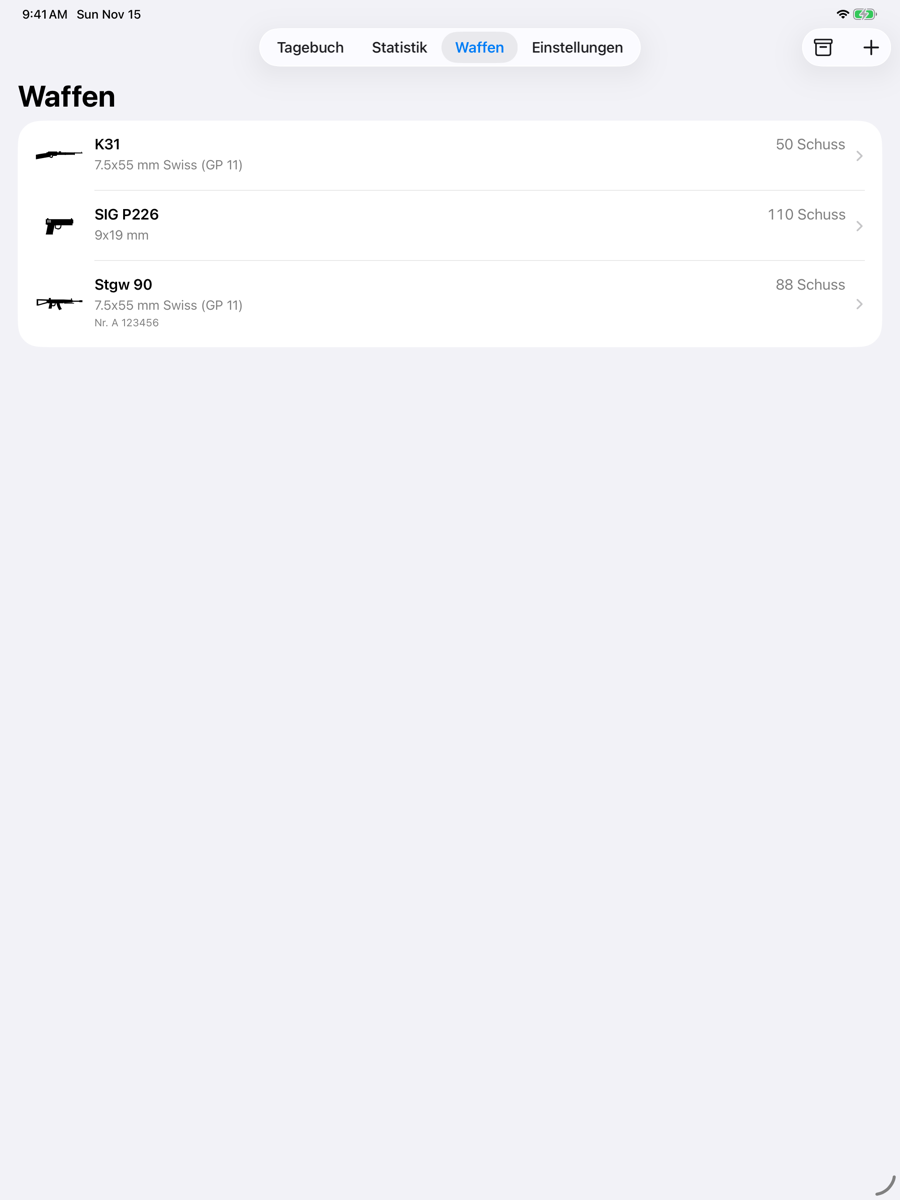 9:41 AM Sun Nov 15
Tagebuch Statistik Waffen Einstellungen
Waffen
K31
50 Schuss
7.5x55 mm Swiss (GP 11)
SIG P226
110 Schuss
9x19 mm
Stgw 90
88 Schuss
7.5x55 mm Swiss (GP 11)
Nr. A 123456